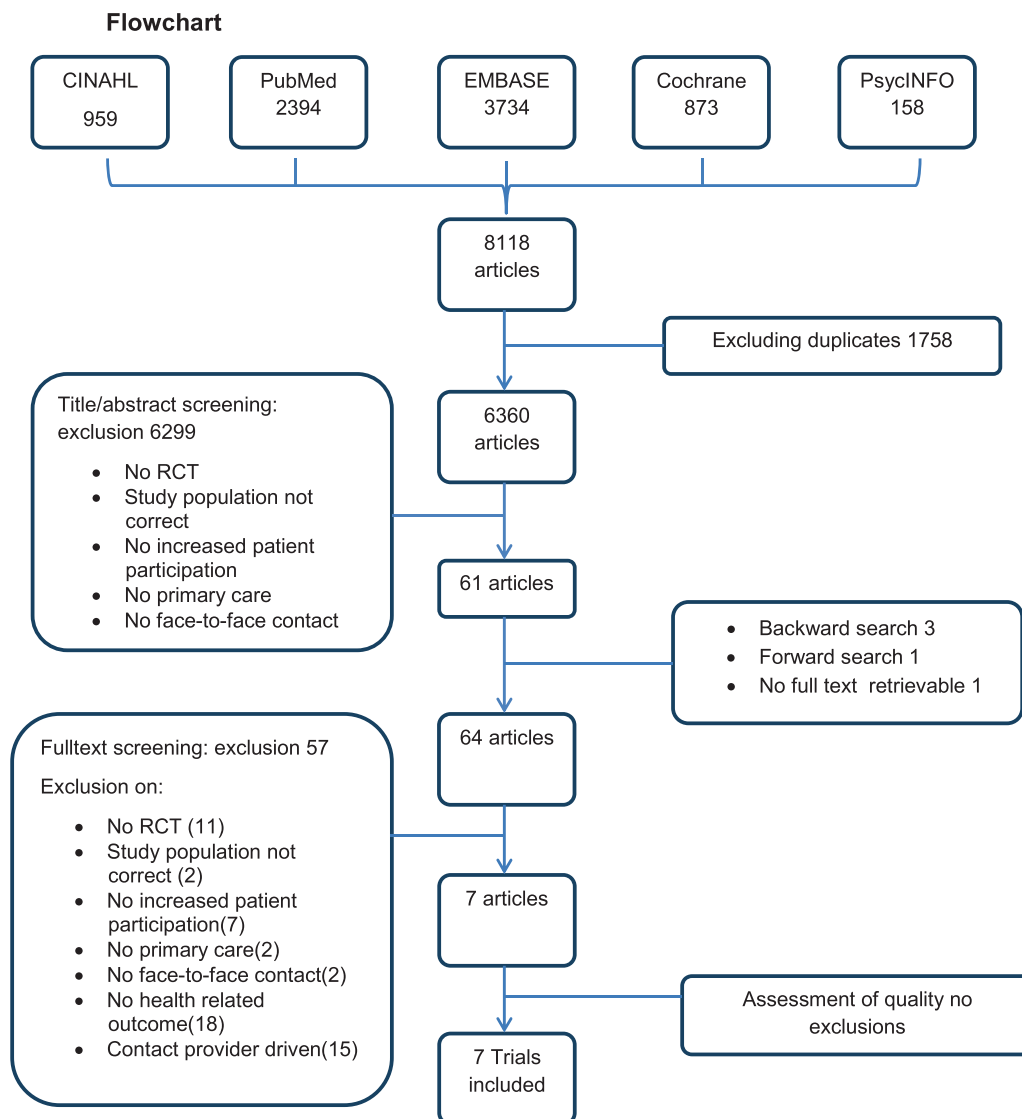 Flowchart
CINAHL
959
PubMed
2394
EMBASE
3734
Cochrane
873
PsycINFO
158
8118
articles
Excluding duplicates 1758
Title/abstract screening:
exclusion 6299
• No RCT
• Study population not
correct
• No increased patient
participation
• No primary care
• No face-to-face contact
6360
articles
61 articles
• Backward search 3
• Forward search 1
• No full text retrievable 1
64 articles
Fulltext screening: exclusion 57
Exclusion on:
• No RCT (11)
• Study population not
correct (2)
• No increased patient
participation(7)
• No primary care(2)
• No face-to-face contact(2)
• No health related
outcome(18)
• Contact provider driven(15)
7 articles
Assessment of quality no
exclusions
7 Trials
included